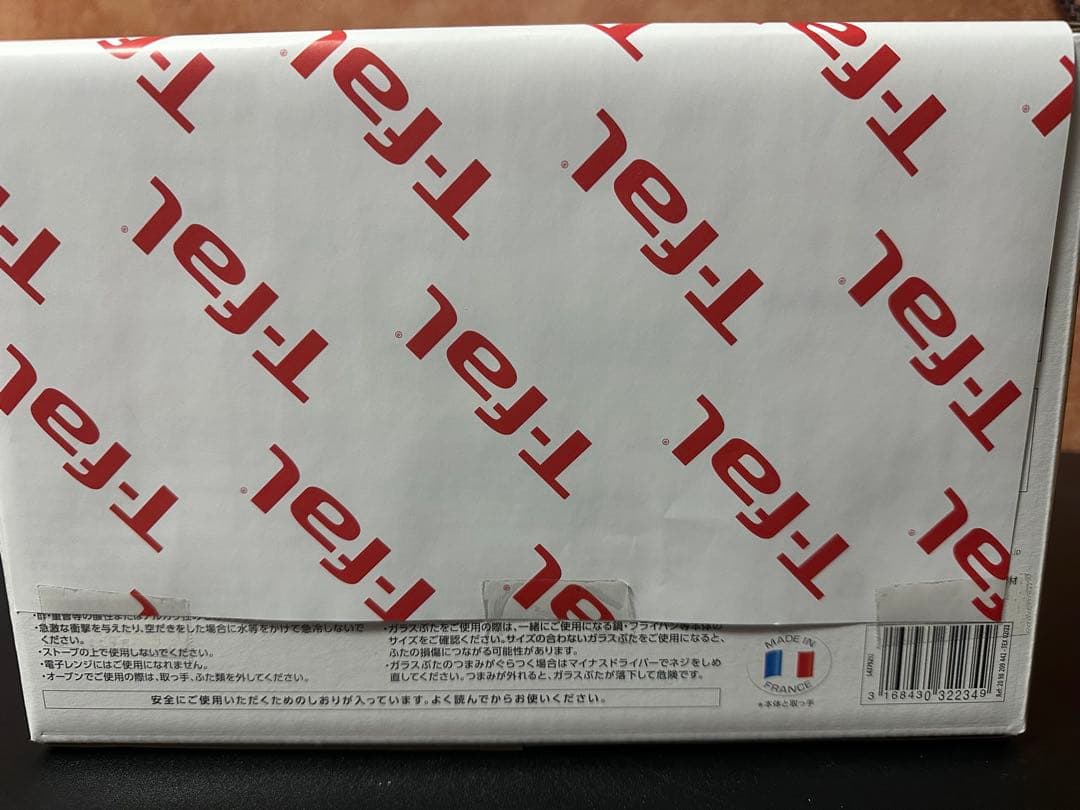 T-fal
T-fal
T-fal
T-fal
T-fal
T-fal
T-fal
T-fal
T-fal
T-fal
・急激な衝撃を与えたり、空だきをした場合に水等をかけて急冷しないで
ください。
・ストーブの上で使用しないでください。
・電子レンジにはご使用になれません。
・オーブンでご使用の際は、取っ手、ふた類を外してください。
・ガラスぶたをご使用の際は、一緒にご使用になる鍋・フライパン等本体の
サイズをご確認ください。サイズの合わないガラスぶたをご使用になると、
ふたの損傷につながる可能性があります。
・ガラスぶたのつまみがぐらつく場合はマイナスドライバーでネジをしめ
直してください。つまみが外れると、ガラスぶたが落下して危険です。
安全にご使用いただくためのしおりが入っています。よく読んでからお使いください。
MADE IN
FRANCE
※本体と取っ手
3 168430 322349